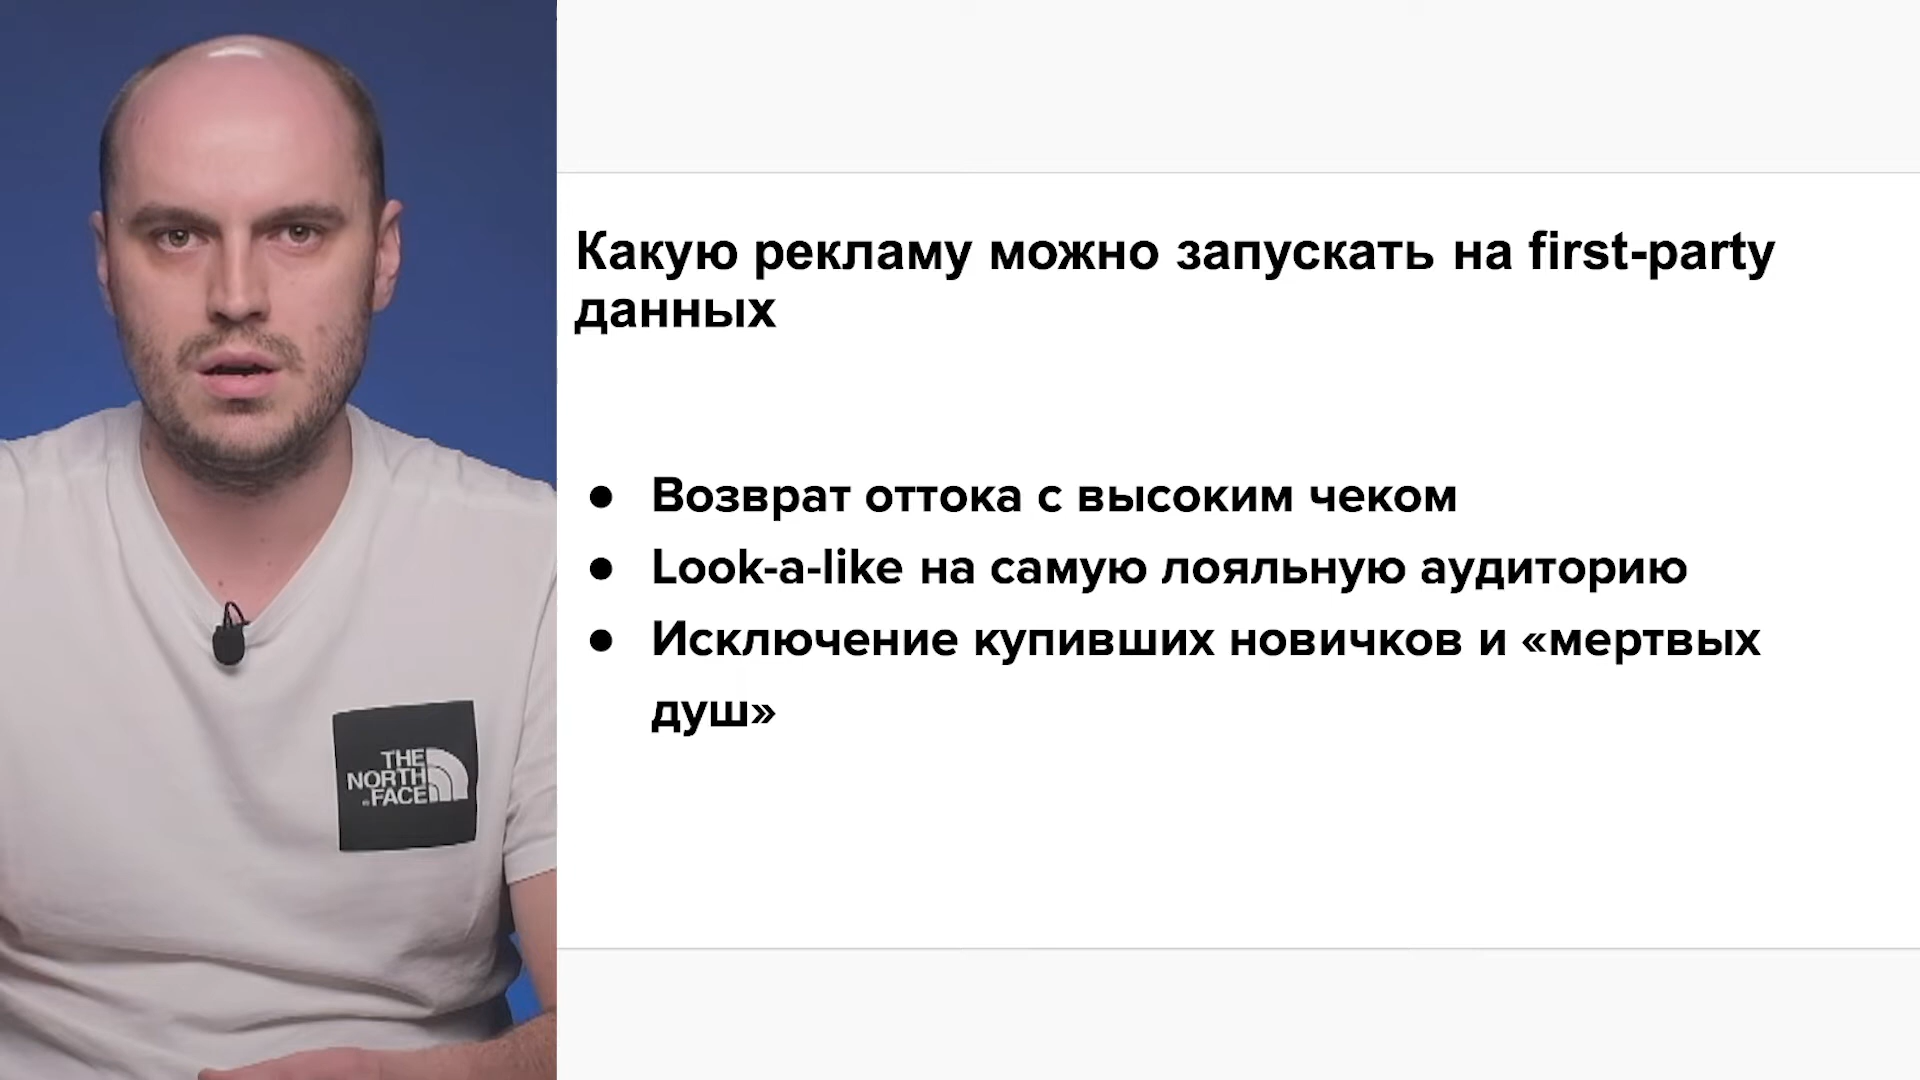 Какую рекламу можно запускать на first-party
данных
● Возврат оттока с высоким чеком
● Look-a-like на самую лояльную аудиторию
● Исключение купивших новичков и «мертвых
душ»
THE
NORTH
FACE